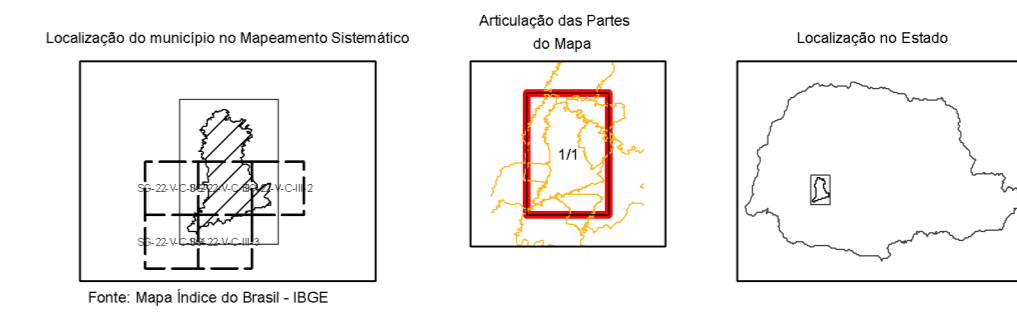 Localização do município no Mapeamento Sistemático
Articulação das Partes
do Mapa
Localização no Estado
1/1
Fonte: Mapa Índice do Brasil - IBGE